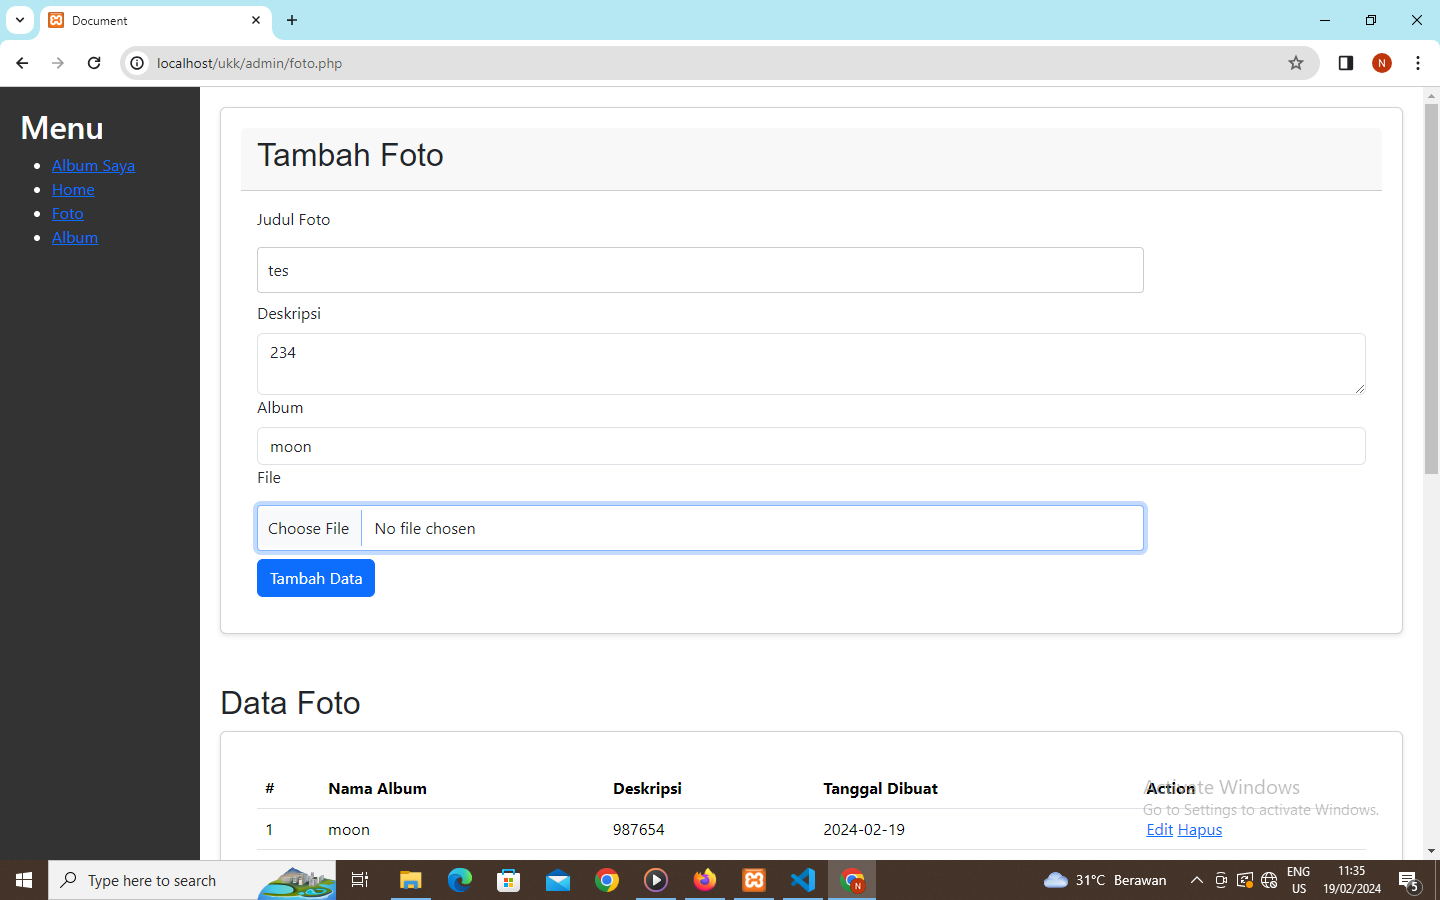 Document
localhost/ukk/admin/foto.php
N
Menu
Album Saya
Home
Foto
Album
Tambah Foto
Judul Foto
tes
Deskripsi
234
Album
moon
File
Choose File No file chosen
Tambah Data
Data Foto
# Nama Album Deskripsi Tanggal Dibuat Action
1 moon 987654 2024-02-19 Edit Hapus
Activate Windows
Go to Settings to activate Windows.
Type here to search
N
31°C Berawan
ENG
US
11:35
19/02/2024
5